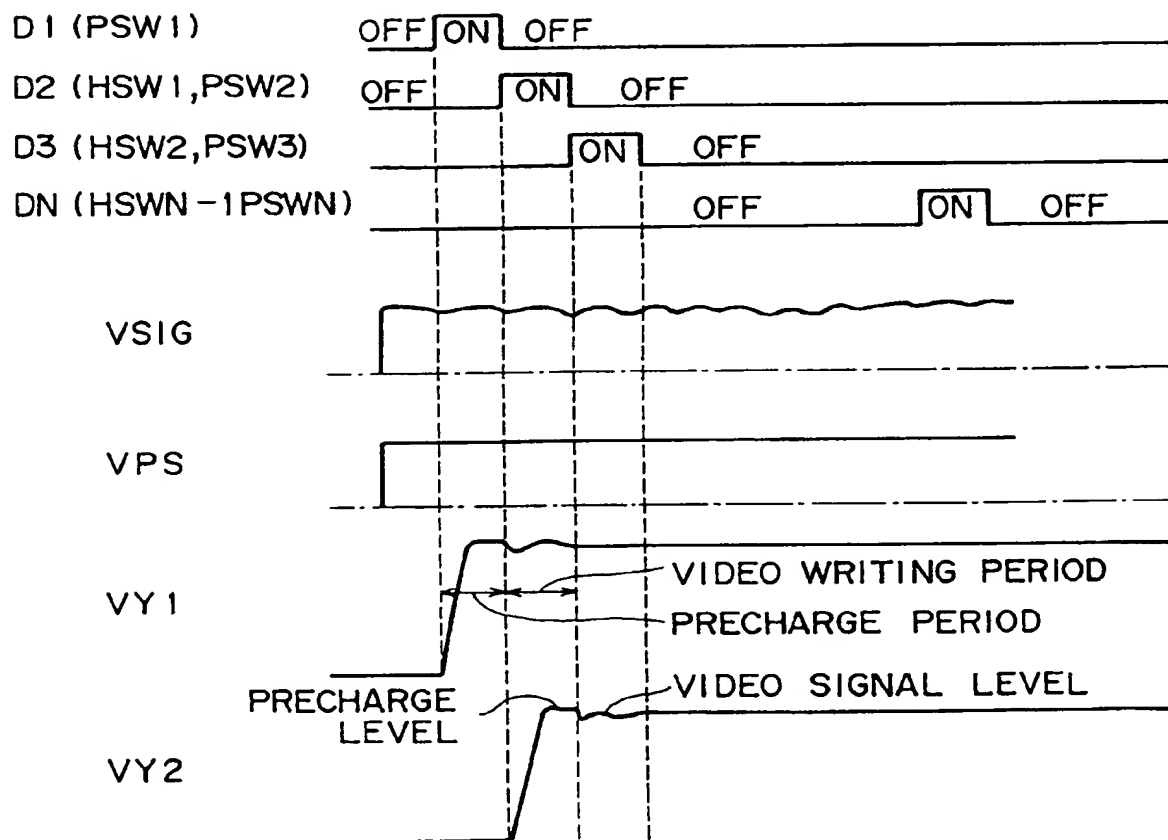 D1 (PSW1) OFF ON OFF
D2 (HSW1,PSW2) OFF ON OFF
D3 (HSW2,PSW3) ON OFF
DN (HSWN-1PSWN) OFF ON OFF
VSIG
VPS
VIDEO WRITING PERIOD
VY1
PRECHARGE PERIOD
PRECHARGE LEVEL
VIDEO SIGNAL LEVEL
VY2